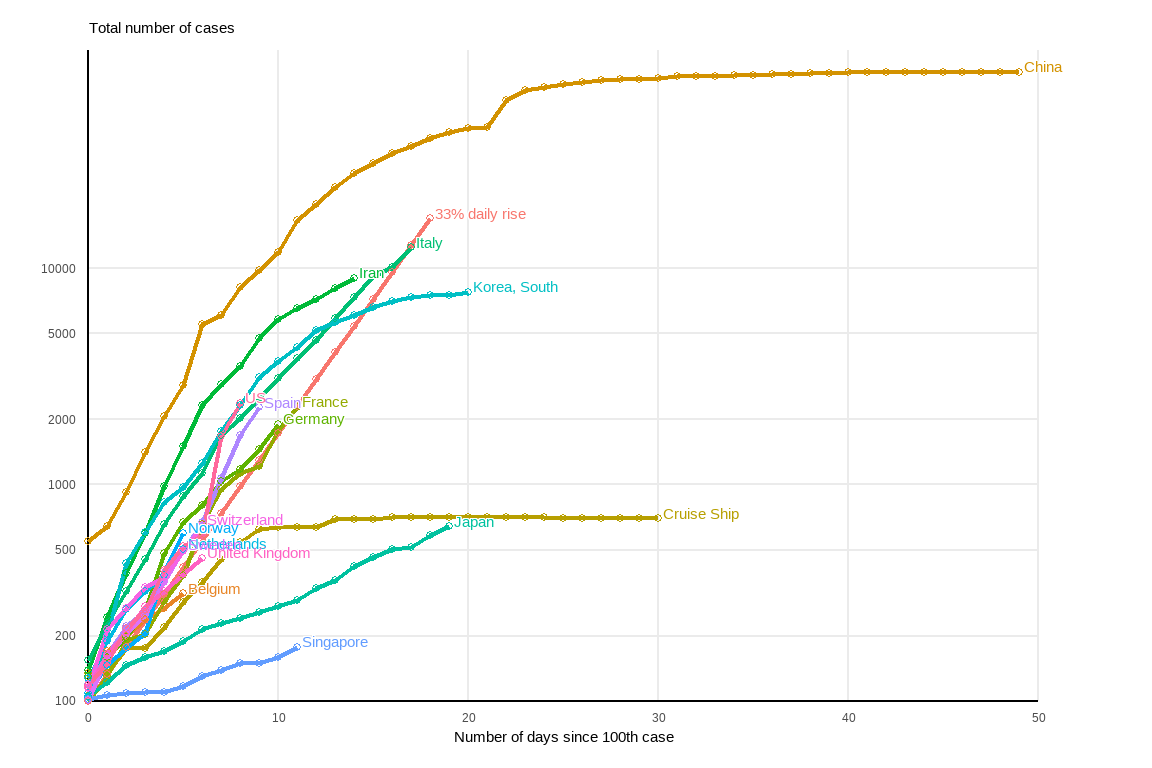 Total number of cases
China
33% daily rise
Italy
10000
Iran
Korea, South
5000
US
Spain
France
2000
Germany
1000
Cruise Ship
Switzerland
Japan
Norway
Netherlands
500
United Kingdom
Belgium
200
Singapore
100
0
10
20
30
40
50
Number of days since 100th case